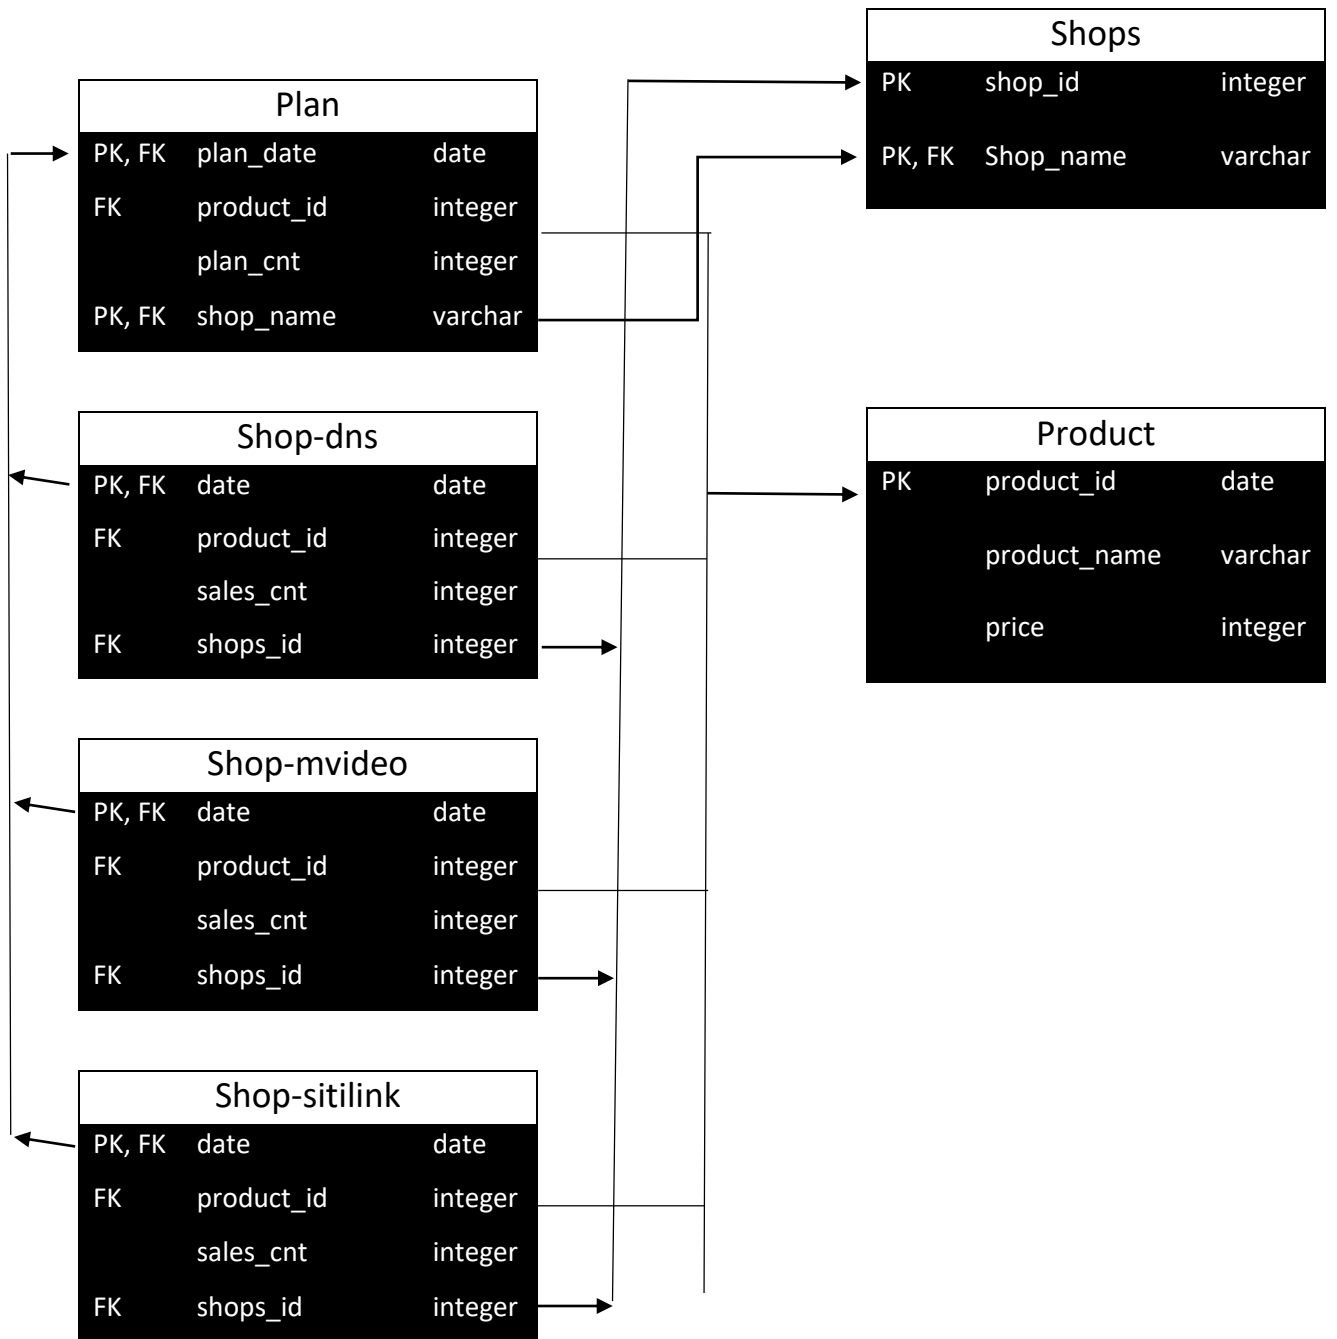 Plan
PK, FK plan_date date
FK product_id integer
plan_cnt integer
PK, FK shop_name varchar
Shop-dns
PK, FK date date
FK product_id integer
sales_cnt integer
FK shops_id integer
Shop-mvideo
PK, FK date date
FK product_id integer
sales_cnt integer
FK shops_id integer
Shop-sitilink
PK, FK date date
FK product_id integer
sales_cnt integer
FK shops_id integer
Shops
PK shop_id integer
PK, FK Shop_name varchar
Product
PK product_id date
product_name varchar
price integer